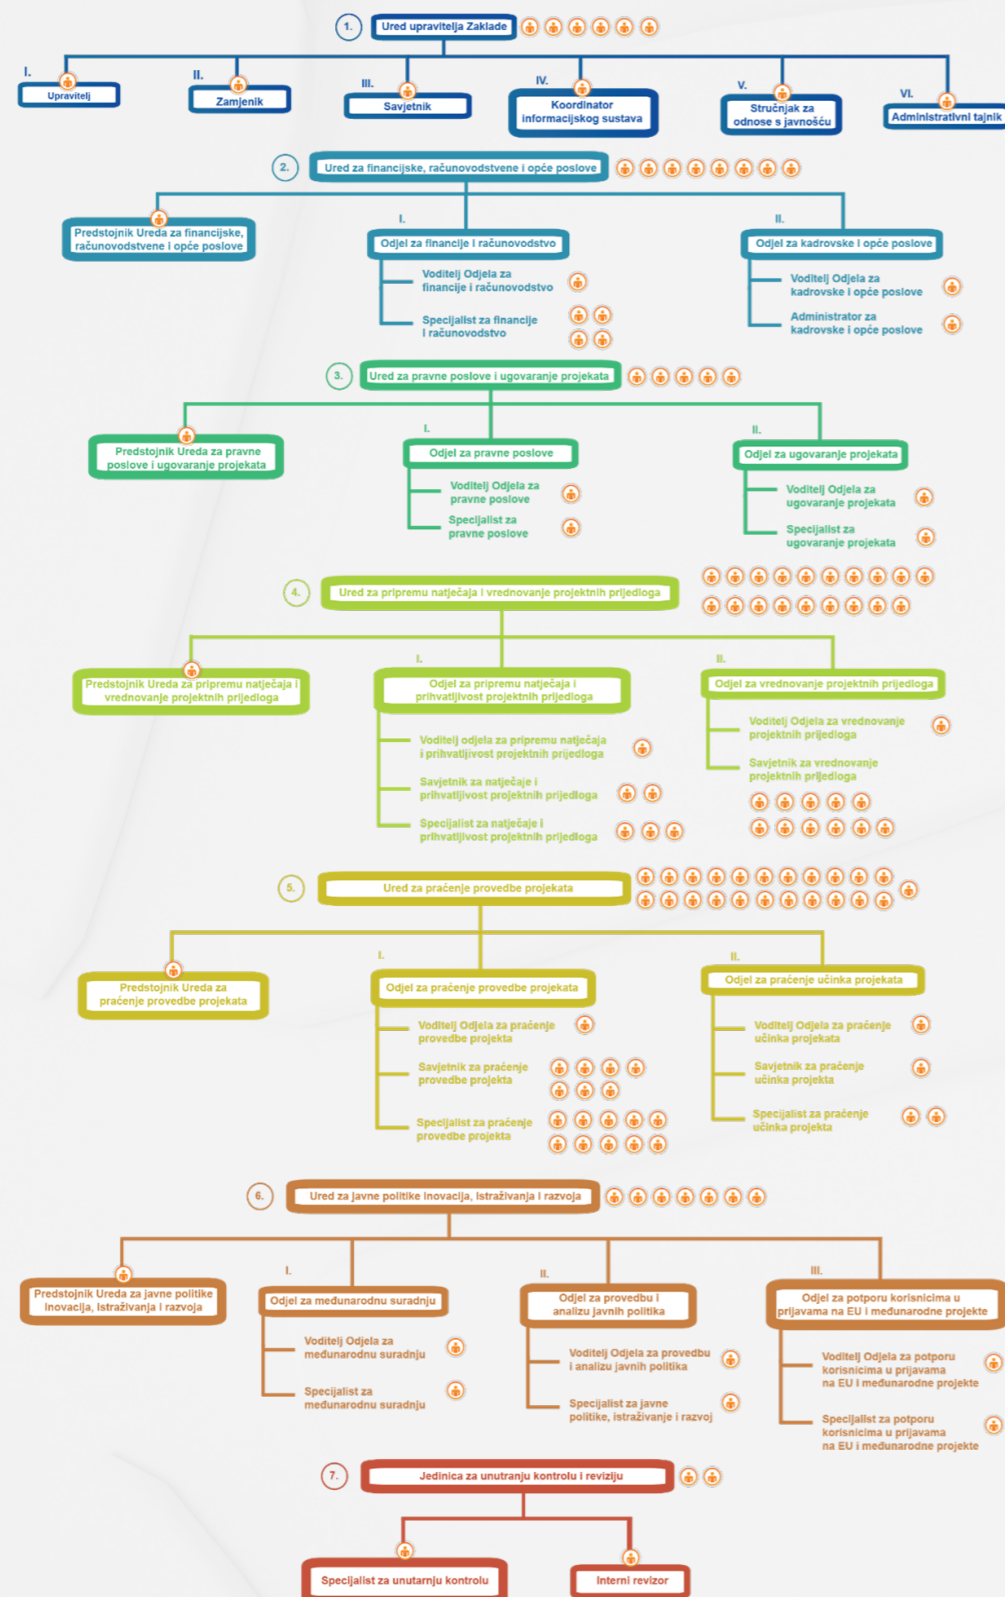 1.
Ured upravitelja Zaklade
I.
Upravitelj
II.
Zamjenik
III.
Savjetnik
IV.
Koordinator
informacijskog sustava
V.
Stručnjak za
odnose s javnošću
VI.
Administrativni tajnik
2.
Ured za financijske, računovodstvene i opće poslove
Predstojnik Ureda za financijske,
računovodstvene i opće poslove
I.
Odjel za financije i računovodstvo
Voditelj Odjela za
financije i računovodstvo
Specijalist za financije
i računovodstvo
II.
Odjel za kadrovske i opće poslove
Voditelj Odjela za
kadrovske i opće poslove
Administrator za
kadrovske i opće poslove
3.
Ured za pravne poslove i ugovaranje projekata
Predstojnik Ureda za pravne
poslove i ugovaranje projekata
I.
Odjel za pravne poslove
Voditelj Odjela za
pravne poslove
Specijalist za
pravne poslove
II.
Odjel za ugovaranje projekata
Voditelj Odjela za
ugovaranje projekata
Specijalist za
ugovaranje projekata
4.
Ured za pripremu natječaja i vrednovanje projektnih prijedloga
Predstojnik Ureda za pripremu natječaja i
vrednovanje projektnih prijedloga
I.
Odjel za pripremu natječaja i
prihvatljivost projektnih prijedloga
Voditelj odjela za pripremu natječaja
i prihvatljivost projektnih prijedloga
Savjetnik za natječaje i
prihvatljivost projektnih prijedloga
Specijalist za natječaje i
prihvatljivost projektnih prijedloga
II.
Odjel za vrednovanje projektnih prijedloga
Voditelj Odjela za vrednovanje
projektnih prijedloga
Savjetnik za vrednovanje
projektnih prijedloga
5.
Ured za praćenje provedbe projekata
Predstojnik Ureda za
praćenje provedbe projekata
I.
Odjel za praćenje provedbe projekata
Voditelj Odjela za praćenje
provedbe projekta
Savjetnik za praćenje
provedbe projekta
Specijalist za praćenje
provedbe projekta
II.
Odjel za praćenje učinka projekata
Voditelj Odjela za praćenje
učinka projekata
Savjetnik za praćenje
učinka projekta
Specijalist za praćenje
učinka projekta
6.
Ured za javne politike inovacija, istraživanja i razvoja
Predstojnik Ureda za javne politike
inovacija, istraživanja i razvoja
I.
Odjel za međunarodnu suradnju
Voditelj Odjela za
međunarodnu suradnju
Specijalist za
međunarodnu suradnju
II.
Odjel za provedbu i
analizu javnih politika
Voditelj Odjela za provedbu
i analizu javnih politika
Specijalist za javne
politike, istraživanje i razvoj
III.
Odjel za potporu korisnicima u
prijavama na EU i međunarodne projekte
Voditelj Odjela za potporu
korisnicima u prijavama
na EU i međunarodne projekte
Specijalist za potporu
korisnicima u prijavama
na EU i međunarodne projekte
7.
Jedinica za unutranju kontrolu i reviziju
Specijalist za unutarnju kontrolu
Interni revizor